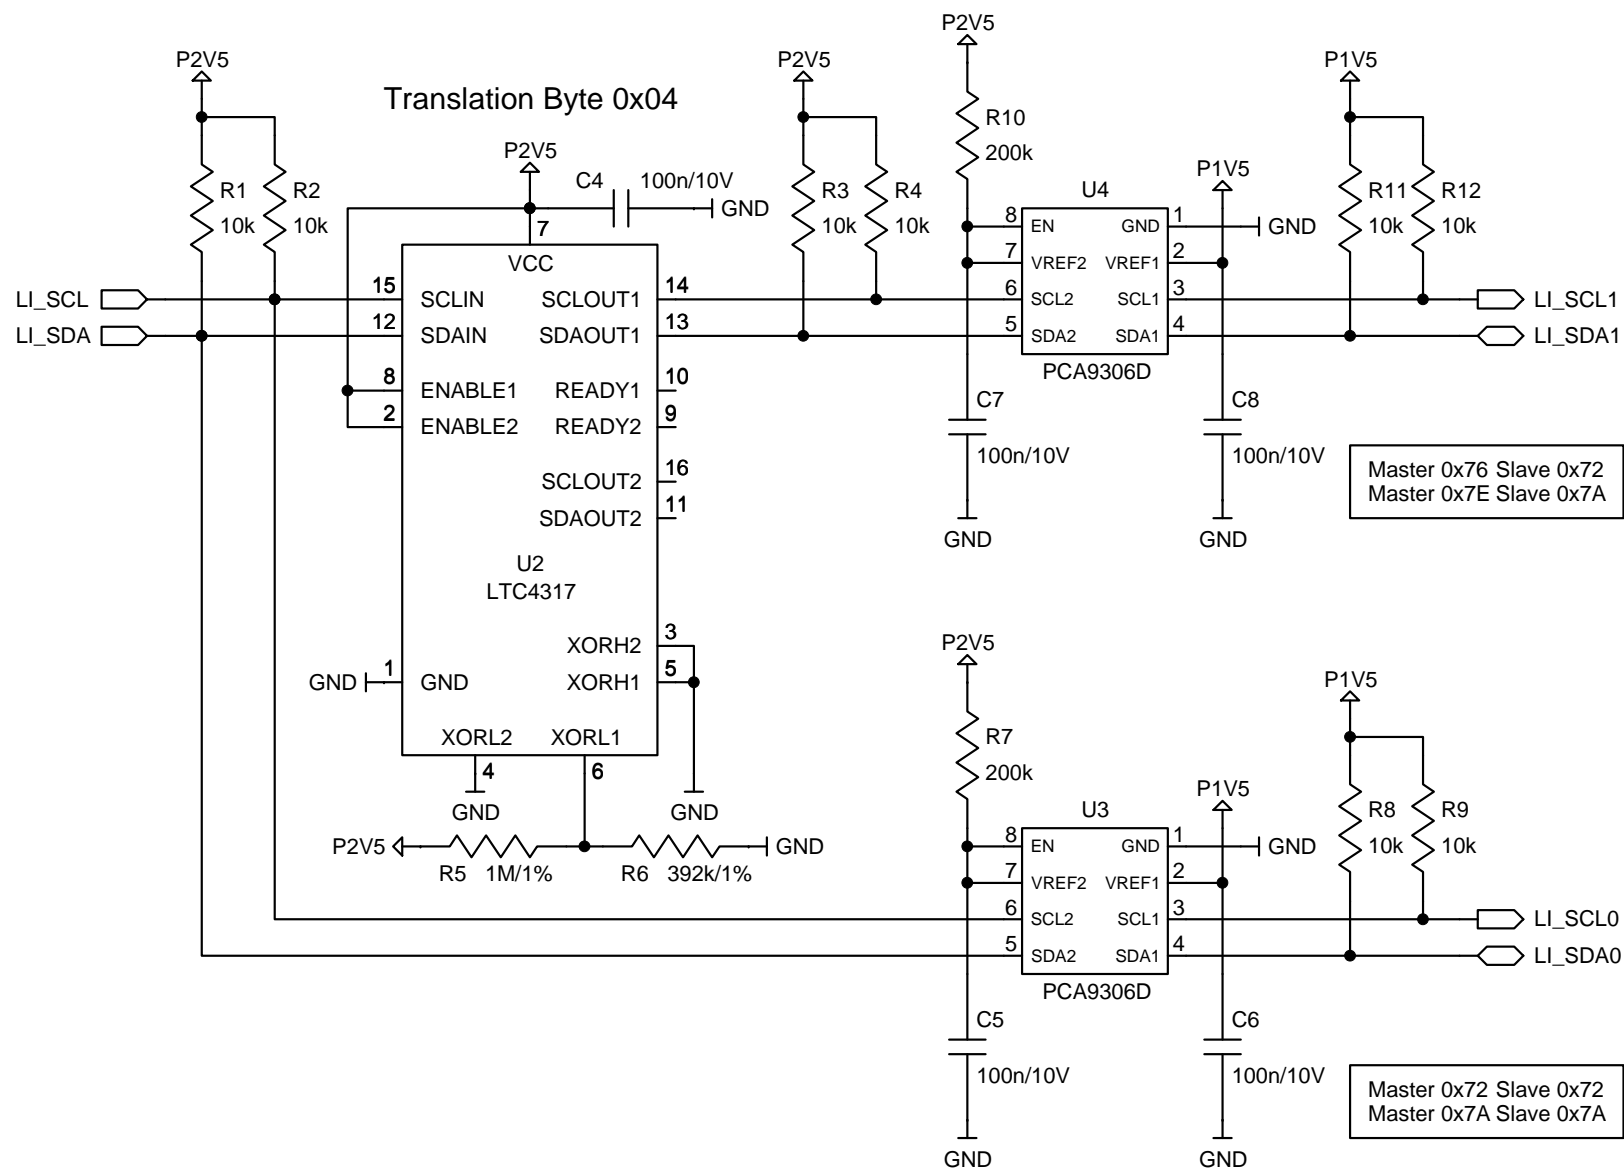 P2V5
P2V5
P2V5
P1V5
Translation Byte 0x04
R10
200k
P2V5
C4
100n/10V
GND
P1V5
U4
R1
10k
R2
10k
R3
10k
R4
10k
R11
10k
R12
10k
7
VCC
8
EN
GND
1
GND
7
VREF2
VREF1
2
LI_SCL
15
SCLIN
SCLOUT1
14
6
SCL2
SCL1
3
LI_SCL1
LI_SDA
12
SDAIN
SDAOUT1
13
5
SDA2
SDA1
4
LI_SDA1
PCA9306D
8
ENABLE1
READY1
10
2
ENABLE2
READY2
9
C7
100n/10V
C8
100n/10V
SCLOUT2
16
SDAOUT2
11
Master 0x76 Slave 0x72
Master 0x7E Slave 0x7A
GND
GND
U2
LTC4317
XORH2
3
GND
1
GND
XORH1
5
XORL2
XORL1
4
6
GND
GND
P2V5
R5
1M/1%
R6
392k/1%
GND
P2V5
P1V5
R7
200k
P1V5
U3
R8
10k
R9
10k
8
EN
GND
1
GND
7
VREF2
VREF1
2
6
SCL2
SCL1
3
LI_SCL0
5
SDA2
SDA1
4
LI_SDA0
PCA9306D
C5
100n/10V
C6
100n/10V
Master 0x72 Slave 0x72
Master 0x7A Slave 0x7A
GND
GND